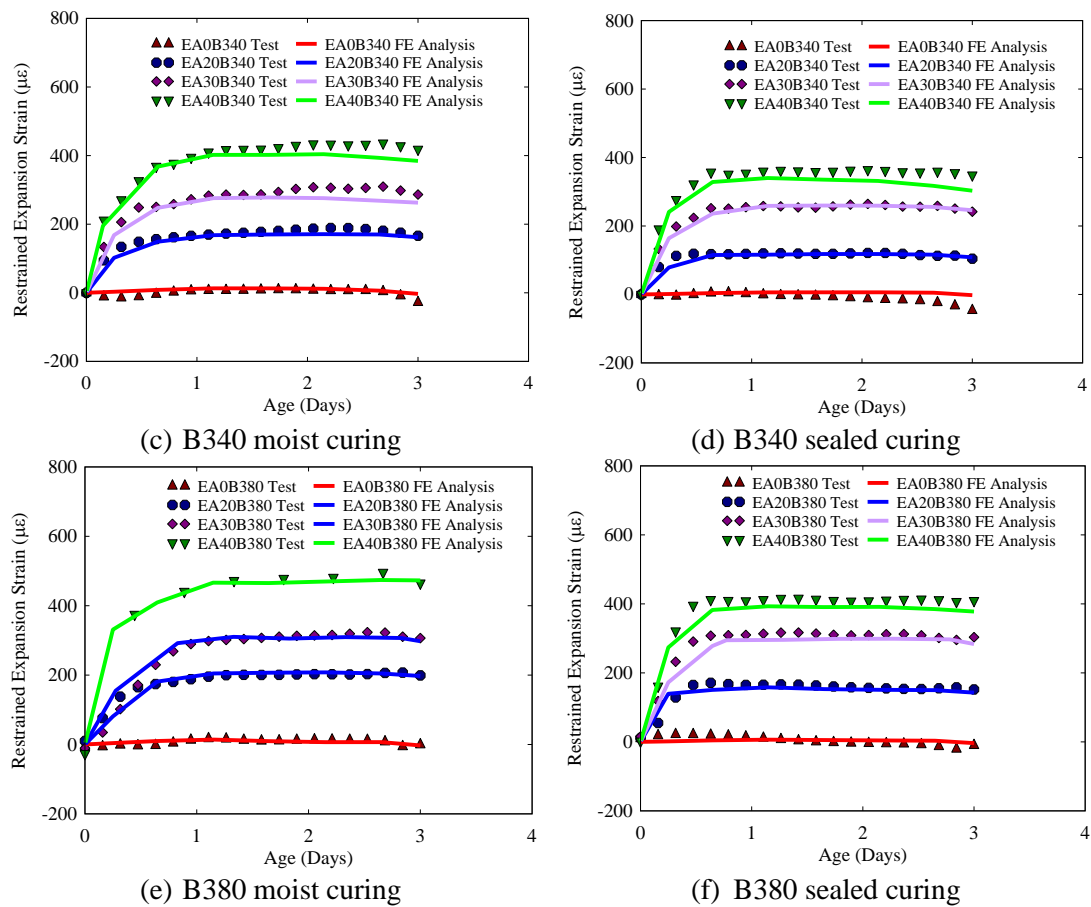 800
600
400
200
0
-200
Restrained Expansion Strain (με)
EA0B340 Test
EA0B340 FE Analysis
EA20B340 Test
EA20B340 FE Analysis
EA30B340 Test
EA30B340 FE Analysis
EA40B340 Test
EA40B340 FE Analysis
0 1 2 3 4
Age (Days)
(c) B340 moist curing
800
600
400
200
0
-200
Restrained Expansion Strain (με)
EA0B340 Test
EA0B340 FE Analysis
EA20B340 Test
EA20B340 FE Analysis
EA30B340 Test
EA30B340 FE Analysis
EA40B340 Test
EA40B340 FE Analysis
0 1 2 3 4
Age (Days)
(d) B340 sealed curing
800
600
400
200
0
-200
Restrained Expansion Strain (με)
EA0B380 Test
EA0B380 FE Analysis
EA20B380 Test
EA20B380 FE Analysis
EA30B380 Test
EA30B380 FE Analysis
EA40B380 Test
EA40B380 FE Analysis
0 1 2 3 4
Age (Days)
(e) B380 moist curing
800
600
400
200
0
-200
Restrained Expansion Strain (με)
EA0B380 Test
EA0B380 FE Analysis
EA20B380 Test
EA20B380 FE Analysis
EA30B380 Test
EA30B380 FE Analysis
EA40B380 Test
EA40B380 FE Analysis
0 1 2 3 4
Age (Days)
(f) B380 sealed curing